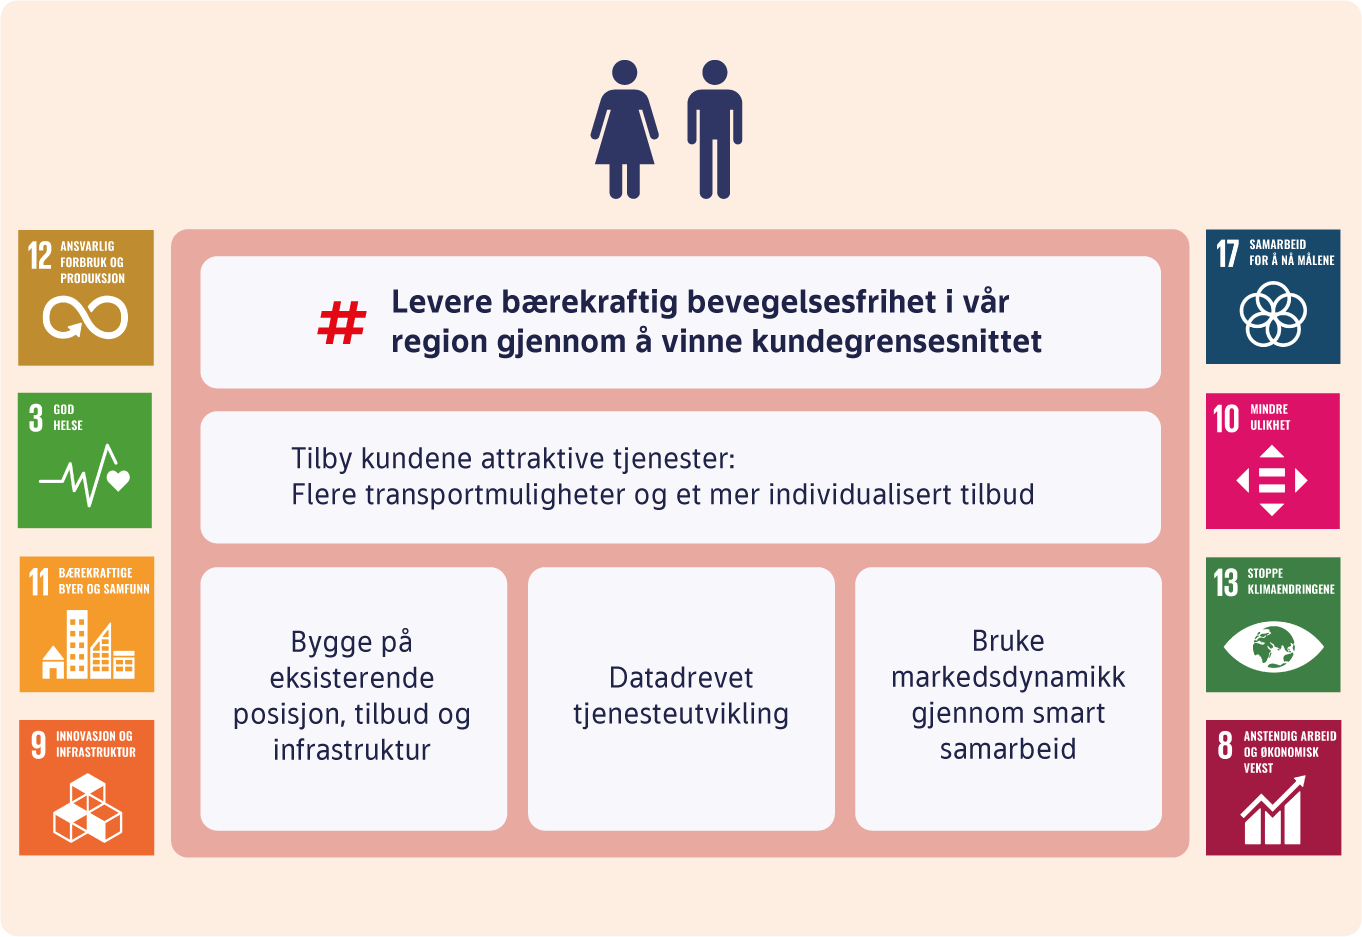 12 ANSVARLIG
FORBRUK OG
PRODUKSJON
3 GOD
HELSE
11 BÆREKRAFTIGE
BYER OG SAMFUNN
9 INNOVASJON OG
INFRASTRUKTUR
# Levere bærekraftig bevegelsesfrihet i vår
region gjennom å vinne kundegrensesnittet
Tilby kundene attraktive tjenester:
Flere transportmuligheter og et mer individualisert tilbud
Bygge på
eksisterende
posisjon, tilbud og
infrastruktur
Datadrevet
tjenesteutvikling
Bruke
markedsdynamikk
gjennom smart
samarbeid
17 SAMARBEID
FOR Å NÅ MÅLENE
10 MINDRE
ULIKHET
13 STOPPE
KLIMAENDRINGENE
8 ANSTENDIG ARBEID
OG ØKONOMISK
VEKST